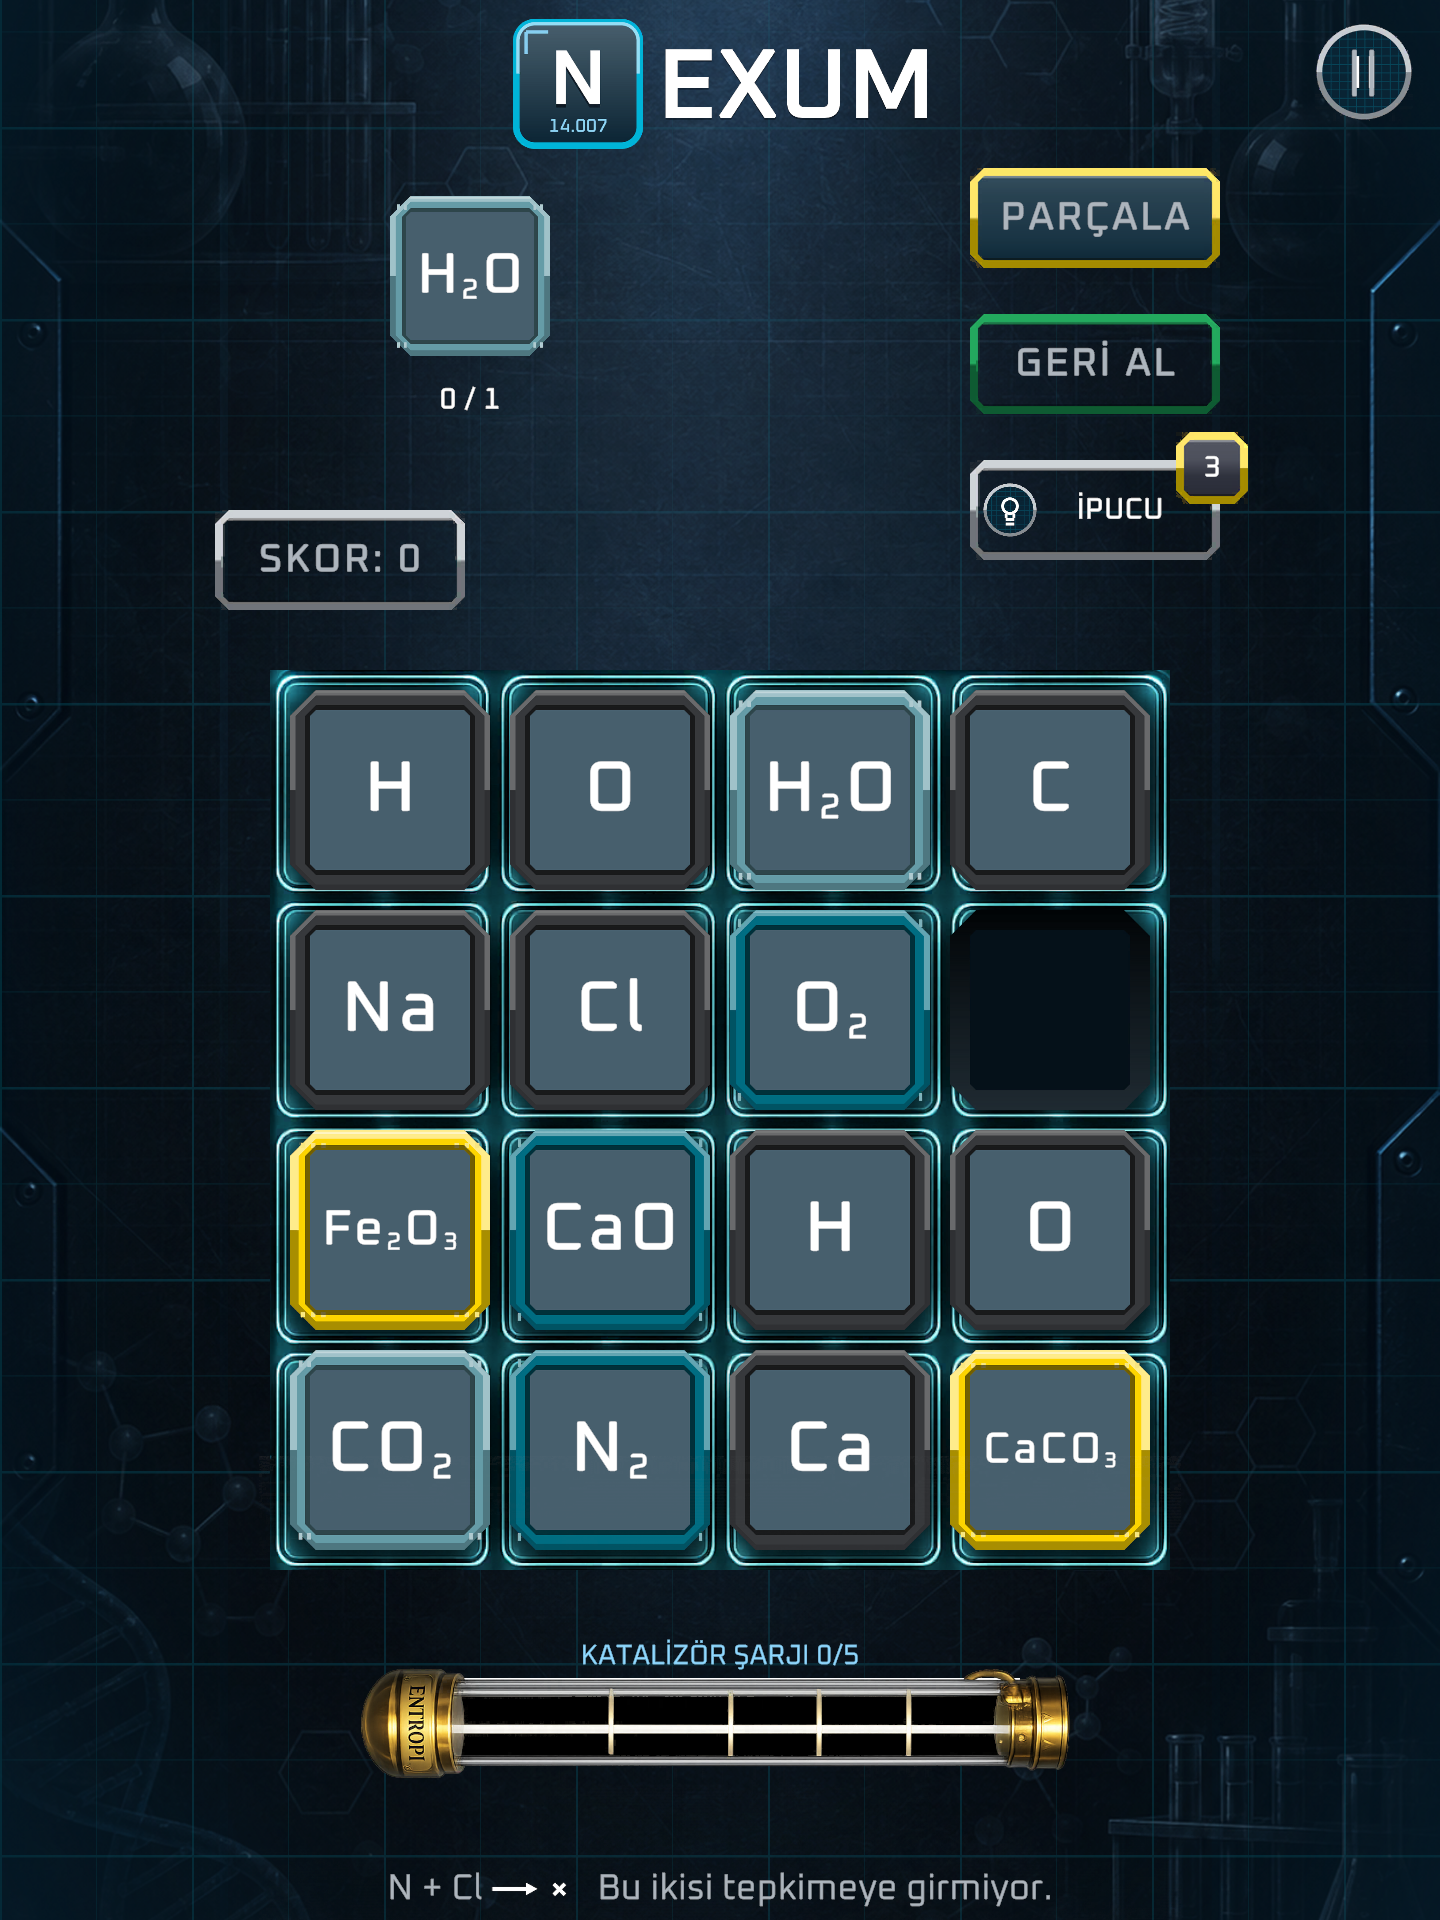 N EXUM
14.007
H₂O
0 / 1
PARÇALA
GERİ AL
3
İPUCU
SKOR: 0
H O H₂O C
Na Cl O₂
Fe₂O₃ CaO H O
CO₂ N₂ Ca CaCO₃
KATALİZÖR ŞARJI 0/5
ENTROPI
N + Cl ⟶ × Bu ikisi tepkimeye girmiyor.